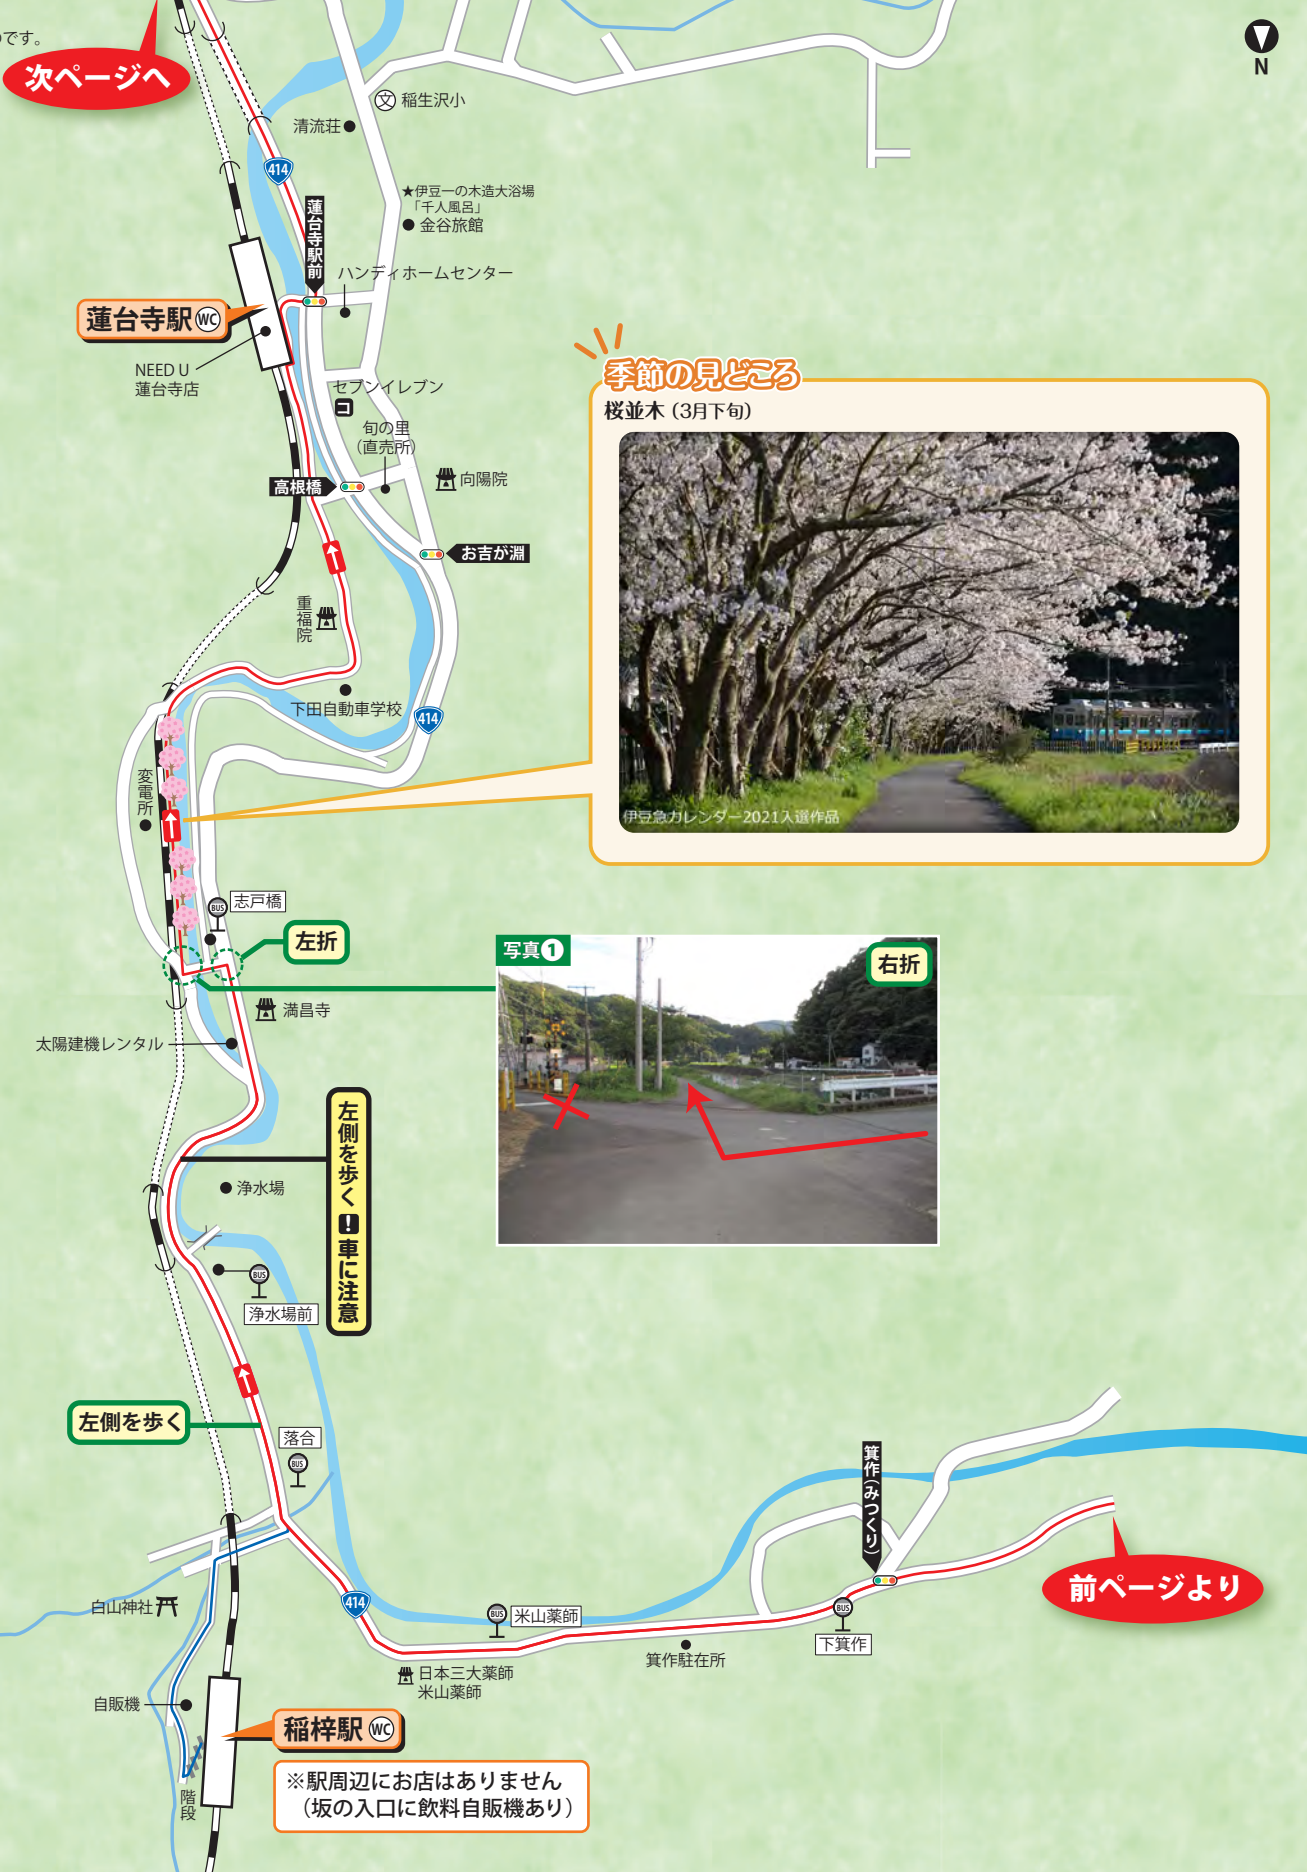 のです。
次ページへ
N
文 稲生沢小
清流荘
414
★伊豆一の木造大浴場
「千人風呂」
金谷旅館
蓮台寺駅前
ハンディホームセンター
蓮台寺駅 WC
NEED U
蓮台寺店
セブンイレブン
コ
旬の里
（直売所）
向陽院
高根橋
お吉が淵
重福院
下田自動車学校
414
季節の見どころ
桜並木（3月下旬）
伊豆急カレンダー2021入選作品
変電所
BUS 志戸橋
左折
写真1
右折
満昌寺
太陽建機レンタル
左側を歩く!車に注意
浄水場
BUS
浄水場前
左側を歩く
落合
BUS
箕作（みつくり）
前ページより
414
白山神社
BUS 米山薬師
BUS
下箕作
箕作駐在所
日本三大薬師
米山薬師
自販機
稲梓駅 WC
※駅周辺にお店はありません
（坂の入口に飲料自販機あり）
階段